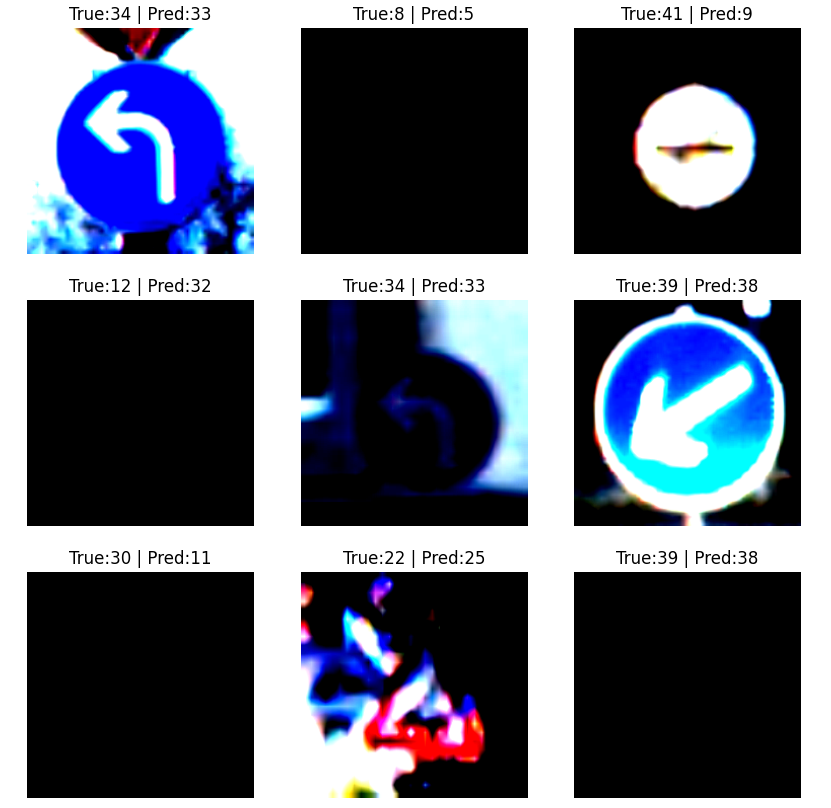 True:34 | Pred:33
True:8 | Pred:5
True:41 | Pred:9
True:12 | Pred:32
True:34 | Pred:33
True:39 | Pred:38
True:30 | Pred:11
True:22 | Pred:25
True:39 | Pred:38